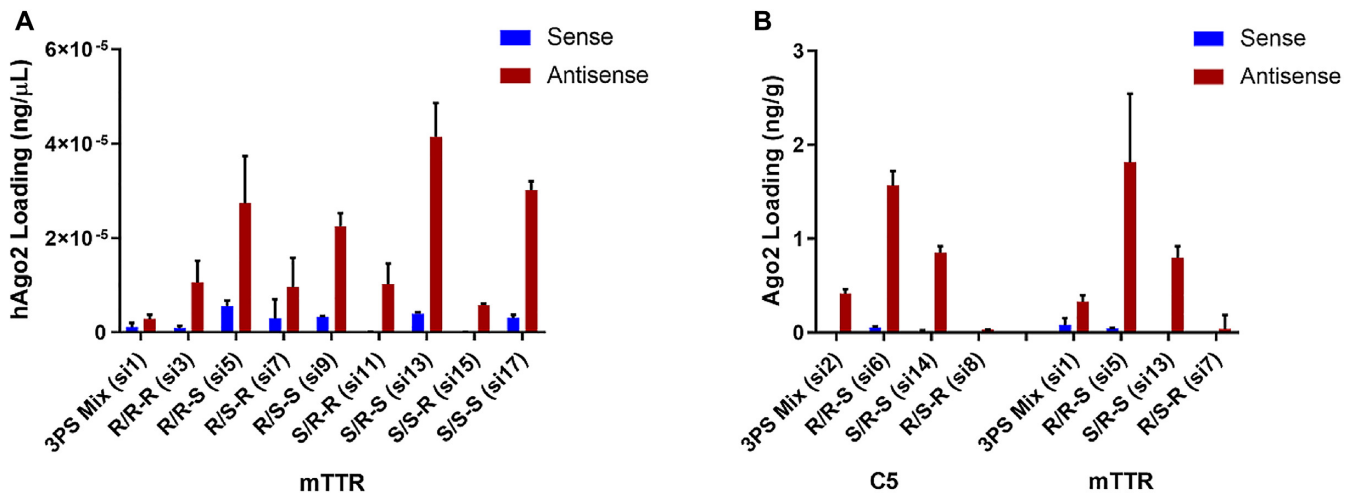 A
Sense
Antisense
hAgo2 Loading (ng/μL)
6×10⁻⁵
4×10⁻⁵
2×10⁻⁵
0
3PS Mix (si1)
R/R-R (si3)
R/R-S (si5)
R/S-R (si7)
R/S-S (si9)
S/R-R (si11)
S/R-S (si13)
S/S-R (si15)
S/S-S (si17)
mTTR
B
Sense
Antisense
Ago2 Loading (ng/g)
3
2
1
0
3PS Mix (si2)
R/R-S (si6)
S/R-S (si14)
R/S-R (si8)
3PS Mix (si1)
R/R-S (si5)
S/R-S (si13)
R/S-R (si7)
C5
mTTR